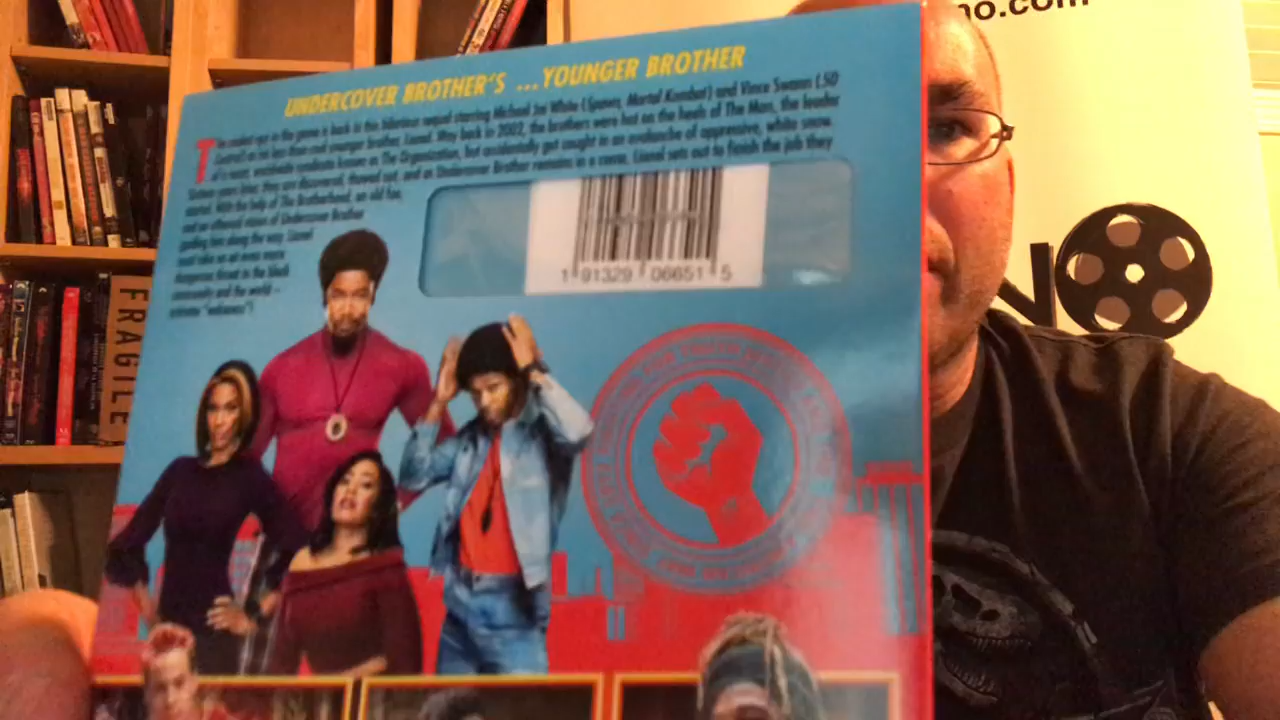 no.com
UNDERCOVER BROTHER'S ...YOUNGER BROTHER
The coolest cat in the game is back in this hilarious sequel starring Michael Jai White (Spawn, Mortal Kombat) and Vince Swann (.50
Central) as his younger brother, Lionel. Way back in 2002, the brothers were hot on the heels of The Man, the leader
of a racist, worldwide syndicate known as The Organization, but accidentally got caught in an avalanche of oppressive, white snow.
Sixteen years later, they are discovered, thawed out, and as Undercover Brother remains in a coma, Lionel sets out to finish the job they
started. With the help of The Brotherhood, an old foe,
and an ethereal vision of Undercover Brother
guiding him along the way, Lionel
must take on an even more
dangerous threat to the black
community and the world –
extreme "wokeness"!
1 91329 06651 5
FRAGILE